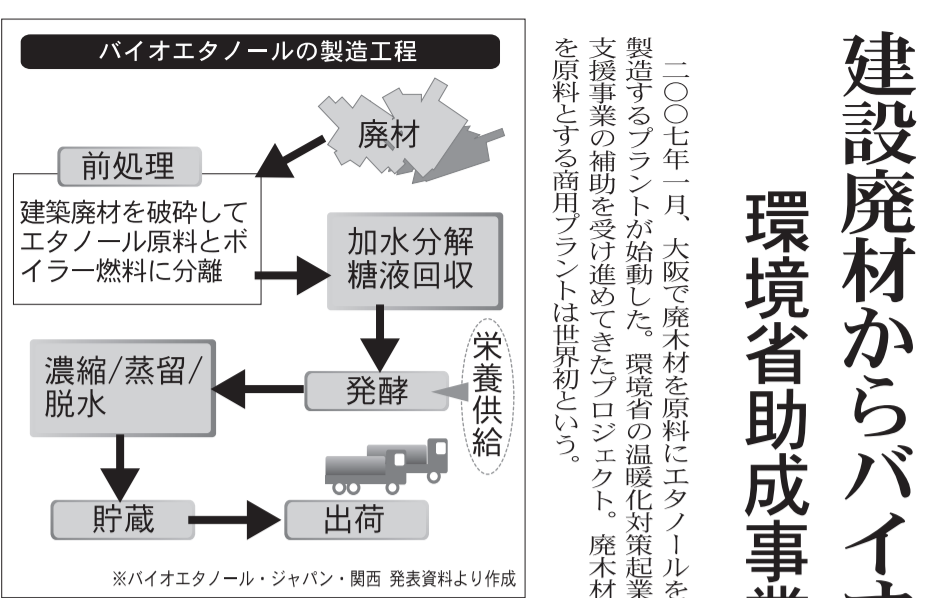 建設廃材からバイオ
環境省助成事業
二〇〇七年一月、大阪で廃木材を原料にエタノールを
製造するプラントが始動した。環境省の温暖化対策起業
支援事業の補助を受け進めてきたプロジェクト。廃木材
を原料とする商用プラントは世界初という。
バイオエタノールの製造工程
廃材
前処理
建築廃材を破砕して
エタノール原料とボ
イラー燃料に分離
加水分解
糖液回収
栄養供給
発酵
濃縮/蒸留/
脱水
貯蔵
出荷
※バイオエタノール・ジャパン・関西 発表資料より作成